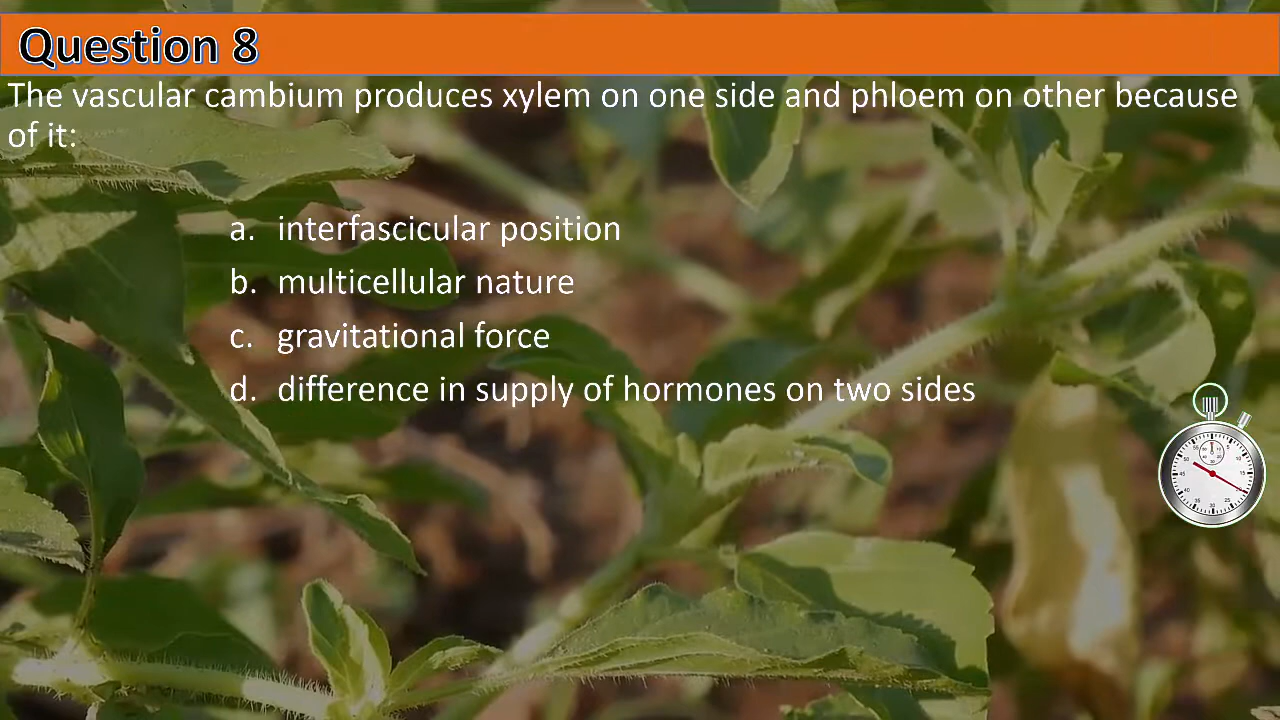 Question 8
The vascular cambium produces xylem on one side and phloem on other because
of it:
a. interfascicular position
b. multicellular nature
c. gravitational force
d. difference in supply of hormones on two sides